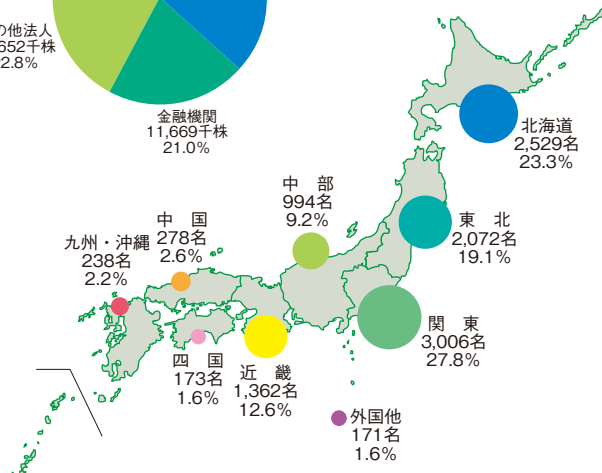 の他法人
652千株
2.8%
金融機関
11,669千株
21.0%
北海道
2,529名
23.3%
中　部
994名
9.2%
中　国
278名
2.6%
九州・沖縄
238名
2.2%
東　北
2,072名
19.1%
関　東
3,006名
27.8%
四　国
173名
1.6%
近　畿
1,362名
12.6%
外国他
171名
1.6%